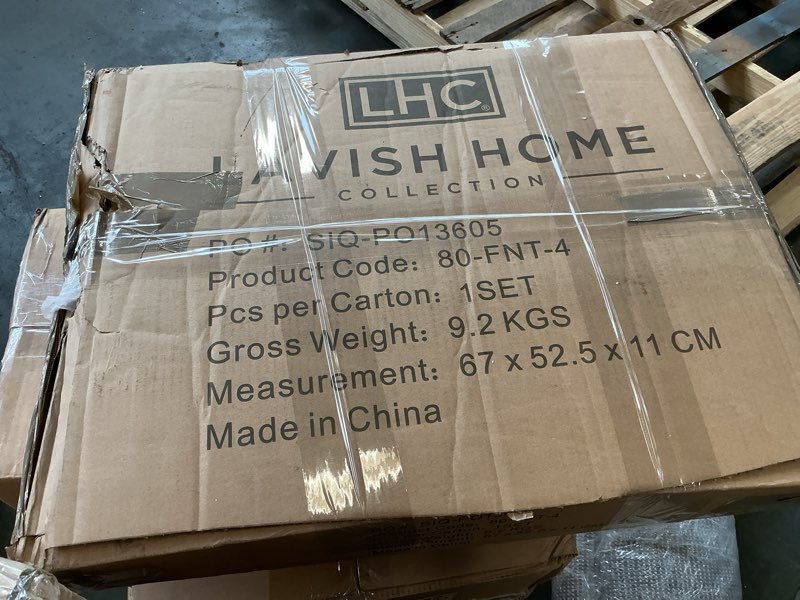 LHC®
LAVISH HOME
COLLECTION
PO #: SIQ-PO13605
Product Code: 80-FNT-4
Pcs per Carton: 1SET
Gross Weight: 9.2 KGS
Measurement: 67 x 52.5 x 11 CM
Made in China